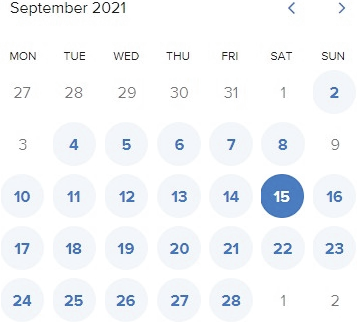 September 2021
MON TUE WED THU FRI SAT SUN
27 28 29 30 31 1 2
3 4 5 6 7 8 9
10 11 12 13 14 15 16
17 18 19 20 21 22 23
24 25 26 27 28 1 2